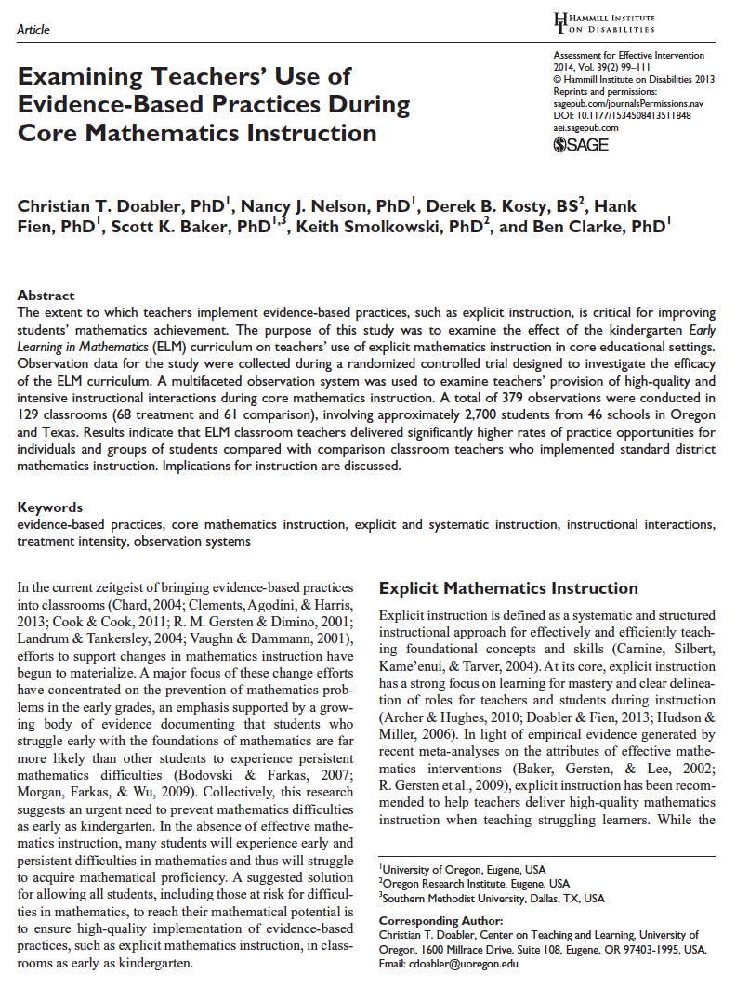 Article
HAMMILL INSTITUTE
ON DISABILITIES
Examining Teachers’ Use of
Evidence-Based Practices During
Core Mathematics Instruction
Assessment for Effective Intervention
2014, Vol. 39(2) 99–111
© Hammill Institute on Disabilities 2013
Reprints and permissions:
sagepub.com/journalsPermissions.nav
DOI: 10.1177/1534508413511848
aei.sagepub.com
SAGE
Christian T. Doabler, PhD1, Nancy J. Nelson, PhD1, Derek B. Kosty, BS2, Hank
Fien, PhD1, Scott K. Baker, PhD1,3, Keith Smolkowski, PhD2, and Ben Clarke, PhD1
Abstract
The extent to which teachers implement evidence-based practices, such as explicit instruction, is critical for improving
students’ mathematics achievement. The purpose of this study was to examine the effect of the kindergarten Early
Learning in Mathematics (ELM) curriculum on teachers’ use of explicit mathematics instruction in core educational settings.
Observation data for the study were collected during a randomized controlled trial designed to investigate the efficacy
of the ELM curriculum. A multifaceted observation system was used to examine teachers’ provision of high-quality and
intensive instructional interactions during core mathematics instruction. A total of 379 observations were conducted in
129 classrooms (68 treatment and 61 comparison), involving approximately 2,700 students from 46 schools in Oregon
and Texas. Results indicate that ELM classroom teachers delivered significantly higher rates of practice opportunities for
individuals and groups of students compared with comparison classroom teachers who implemented standard district
mathematics instruction. Implications for instruction are discussed.
Keywords
evidence-based practices, core mathematics instruction, explicit and systematic instruction, instructional interactions,
treatment intensity, observation systems
In the current zeitgeist of bringing evidence-based practices
into classrooms (Chard, 2004; Clements, Agodini, & Harris,
2013; Cook & Cook, 2011; R. M. Gersten & Dimino, 2001;
Landrum & Tankersley, 2004; Vaughn & Dammann, 2001),
efforts to support changes in mathematics instruction have
begun to materialize. A major focus of these change efforts
have concentrated on the prevention of mathematics prob-
lems in the early grades, an emphasis supported by a grow-
ing body of evidence documenting that students who
struggle early with the foundations of mathematics are far
more likely than other students to experience persistent
mathematics difficulties (Bodovski & Farkas, 2007;
Morgan, Farkas, & Wu, 2009). Collectively, this research
suggests an urgent need to prevent mathematics difficulties
as early as kindergarten. In the absence of effective mathe-
matics instruction, many students will experience early and
persistent difficulties in mathematics and thus will struggle
to acquire mathematical proficiency. A suggested solution
for allowing all students, including those at risk for difficul-
ties in mathematics, to reach their mathematical potential is
to ensure high-quality implementation of evidence-based
practices, such as explicit mathematics instruction, in class-
rooms as early as kindergarten.
Explicit Mathematics Instruction
Explicit instruction is defined as a systematic and structured
instructional approach for effectively and efficiently teach-
ing foundational concepts and skills (Carnine, Silbert,
Kame’enui, & Tarver, 2004). At its core, explicit instruction
has a strong focus on learning for mastery and clear delinea-
tion of roles for teachers and students during instruction
(Archer & Hughes, 2010; Doabler & Fien, 2013; Hudson &
Miller, 2006). In light of empirical evidence generated by
recent meta-analyses on the attributes of effective mathe-
matics interventions (Baker, Gersten, & Lee, 2002;
R. Gersten et al., 2009), explicit instruction has been recom-
mended to help teachers deliver high-quality mathematics
instruction when teaching struggling learners. While the
1University of Oregon, Eugene, USA
2Oregon Research Institute, Eugene, USA
3Southern Methodist University, Dallas, TX, USA
Corresponding Author:
Christian T. Doabler, Center on Teaching and Learning, University of
Oregon, 1600 Millrace Drive, Suite 108, Eugene, OR 97403-1995, USA.
Email: cdoabler@uoregon.edu